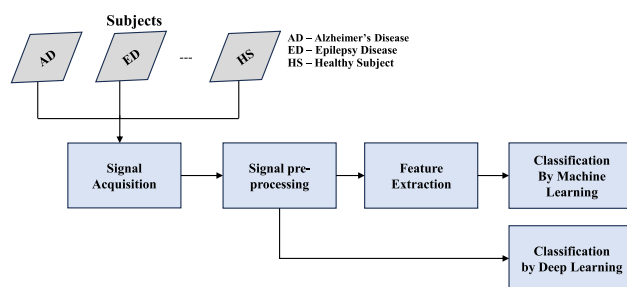 Subjects
AD
ED
---
HS
AD – Alzheimer's Disease
ED – Epilepsy Disease
HS – Healthy Subject
Signal
Acquisition
Signal pre-
processing
Feature
Extraction
Classification
By Machine
Learning
Classification
by Deep Learning